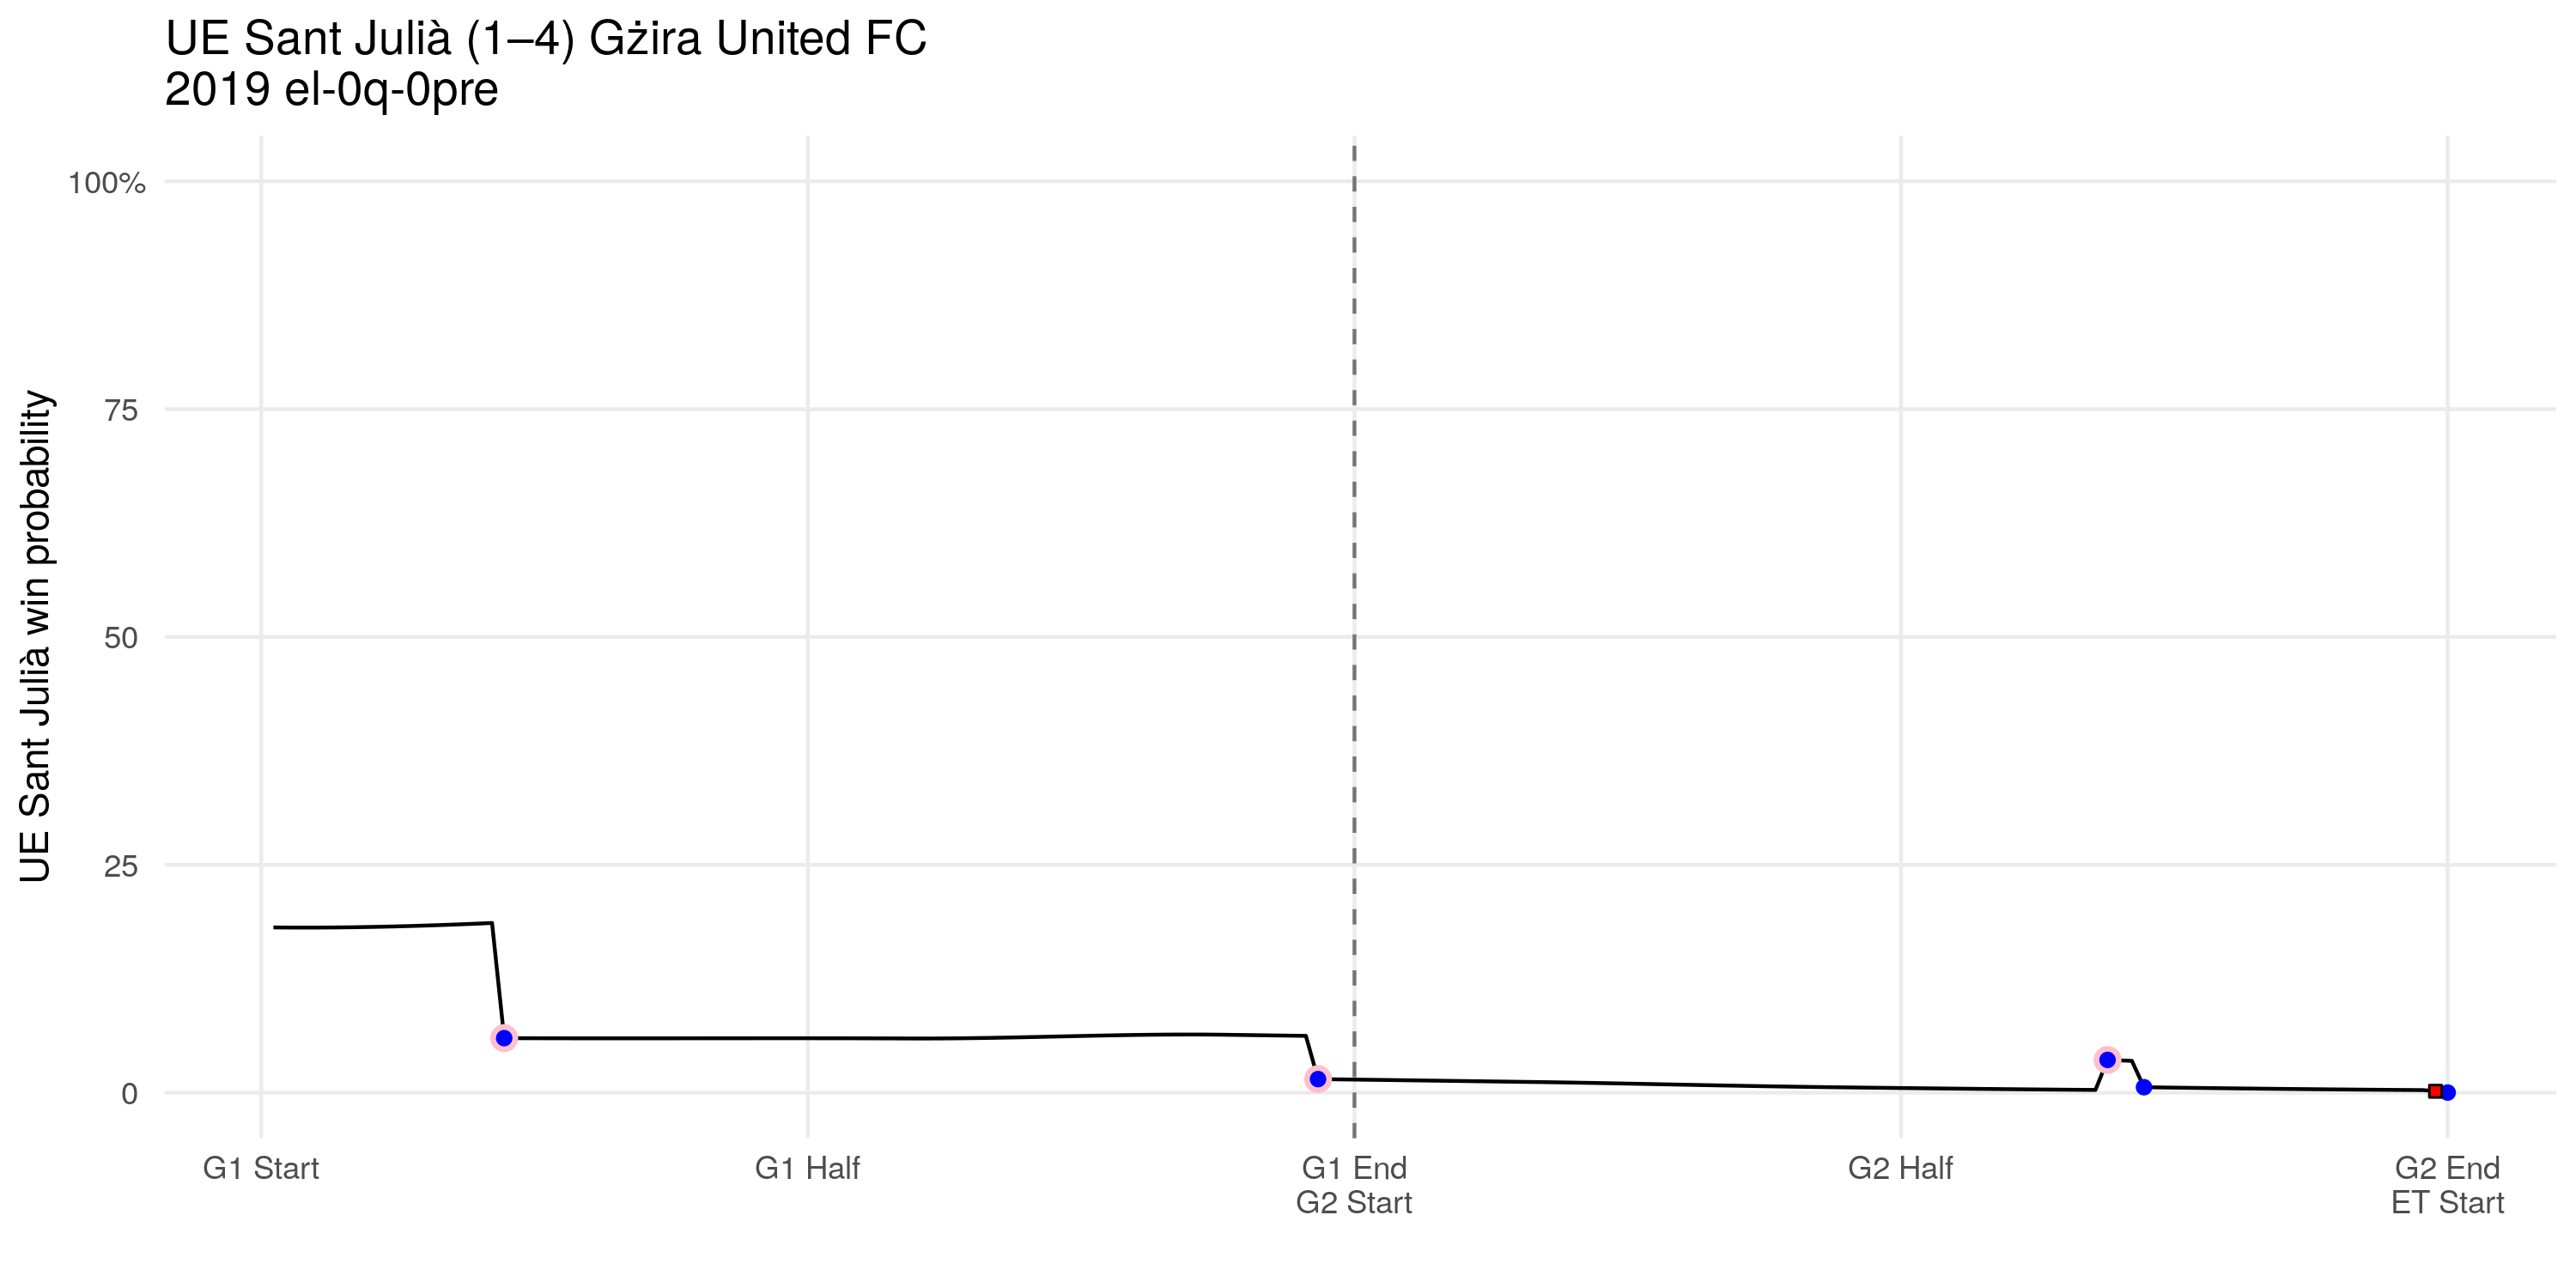 UE Sant Julià (1–4) Gżira United FC
2019 el-0q-0pre
UE Sant Julià win probability
100%
75
50
25
0
G1 Start
G1 Half
G1 End
G2 Start
G2 Half
G2 End
ET Start